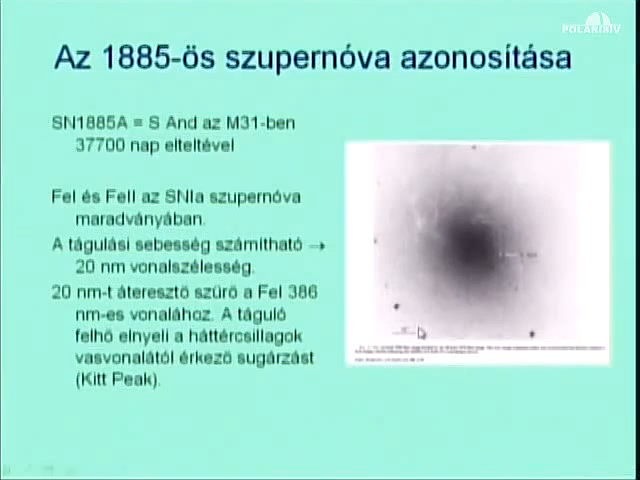 POLARISTV
Az 1885-ös szupernóva azonosítása
SN1885A ≡ S And az M31-ben
37700 nap elteltével
FeI és FeII az SNIa szupernóva
maradványában.
A tágulási sebesség számítható →
20 nm vonalszélesség.
20 nm-t áteresztő szűrő a FeI 386
nm-es vonalához. A táguló
felhő elnyeli a háttércsillagok
vasvonalától érkező sugárzást
(Kitt Peak).